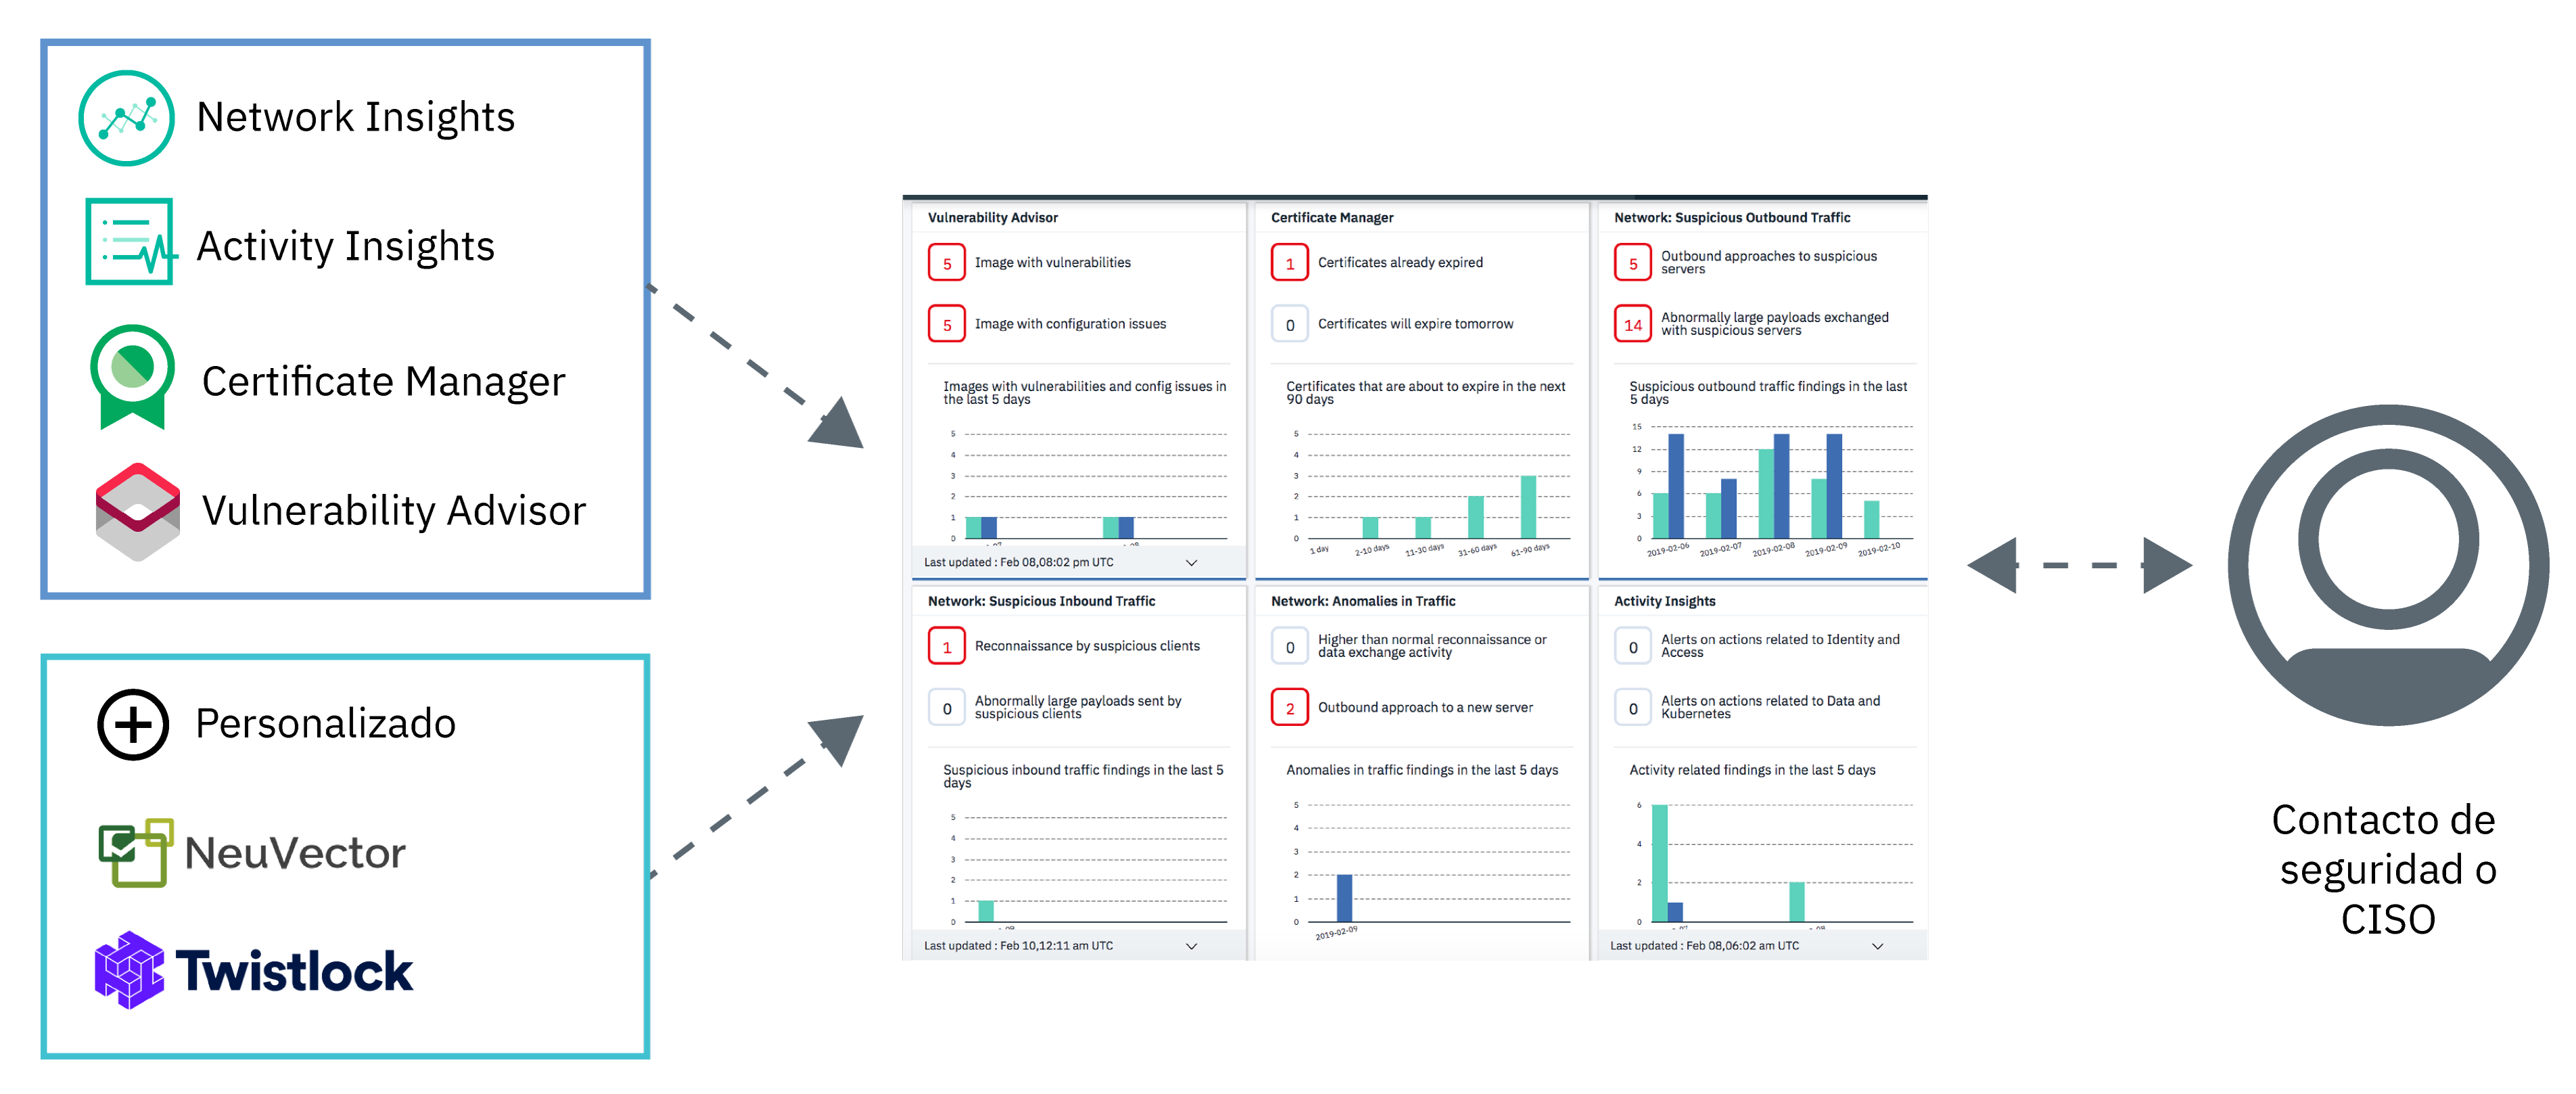 Network Insights
Activity Insights
Certificate Manager
Vulnerability Advisor
Personalizado
NeuVector
Twistlock
Vulnerability Advisor
5
Image with vulnerabilities
5
Image with configuration issues
Images with vulnerabilities and config issues in
the last 5 days
5
4
3
2
1
0
Last updated : Feb 08,08:02 pm UTC
Certificate Manager
1
Certificates already expired
0
Certificates will expire tomorrow
Certificates that are about to expire in the next
90 days
5
4
3
2
1
0
1 day
2-10 days
11-30 days
31-60 days
61-90 days
Network: Suspicious Outbound Traffic
5
Outbound approaches to suspicious
servers
14
Abnormally large payloads exchanged
with suspicious servers
Suspicious outbound traffic findings in the last
5 days
15
12
9
6
3
0
2019-02-06
2019-02-07
2019-02-08
2019-02-09
2019-02-10
Network: Suspicious Inbound Traffic
1
Reconnaissance by suspicious clients
0
Abnormally large payloads sent by
suspicious clients
Suspicious inbound traffic findings in the last 5
days
5
4
3
2
1
0
Last updated : Feb 10,12:11 am UTC
Network: Anomalies in Traffic
0
Higher than normal reconnaissance or
data exchange activity
2
Outbound approach to a new server
Anomalies in traffic findings in the last 5 days
5
4
3
2
1
0
2019-02-09
Activity Insights
0
Alerts on actions related to Identity and
Access
0
Alerts on actions related to Data and
Kubernetes
Activity related findings in the last 5 days
6
4
2
0
Last updated : Feb 08,06:02 am UTC
Contacto de
seguridad o
CISO